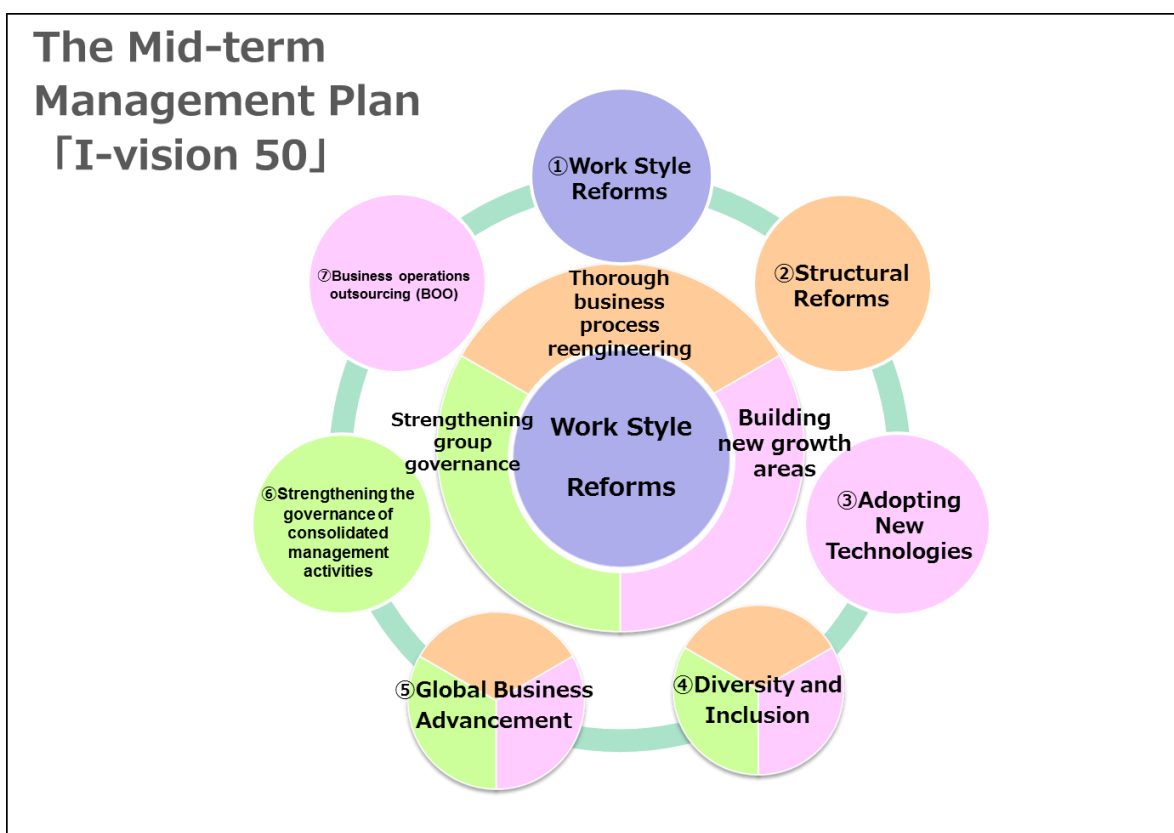 The Mid-term
Management Plan
「I-vision 50」
①Work Style
Reforms
②Structural
Reforms
③Adopting
New
Technologies
④Diversity and
Inclusion
⑤Global Business
Advancement
⑥Strengthening the
governance of
consolidated
management
activities
⑦Business operations
outsourcing (BOO)
Thorough
business
process
reengineering
Building
new growth
areas
Strengthening
group
governance
Work Style
Reforms